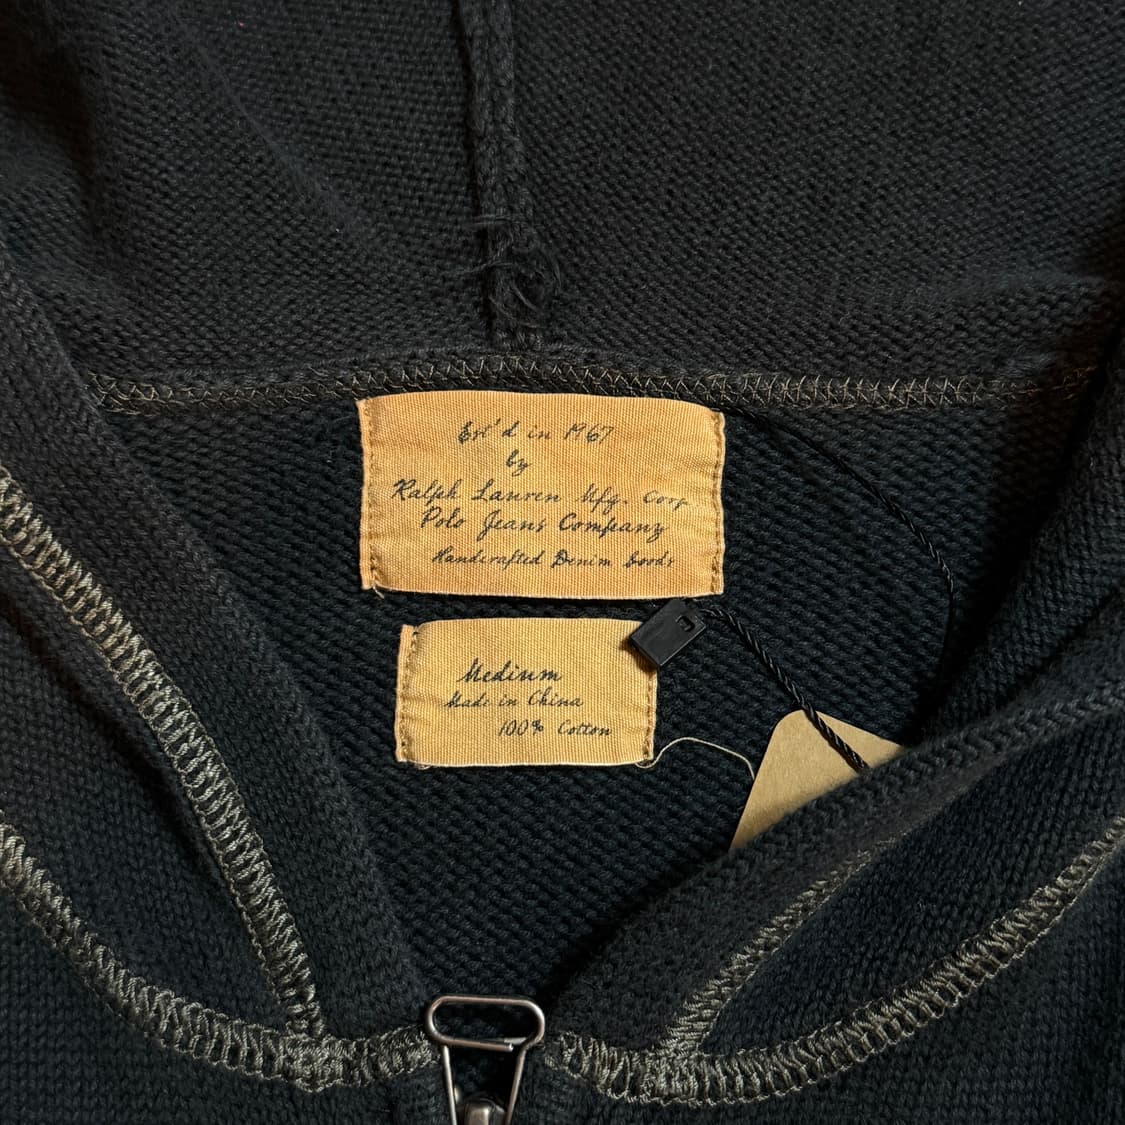 Est'd in 1967
by
Ralph Lauren Mfg. Corp
Polo Jeans Company
Handcrafted Denim Goods
Medium
Made in China
100% Cotton